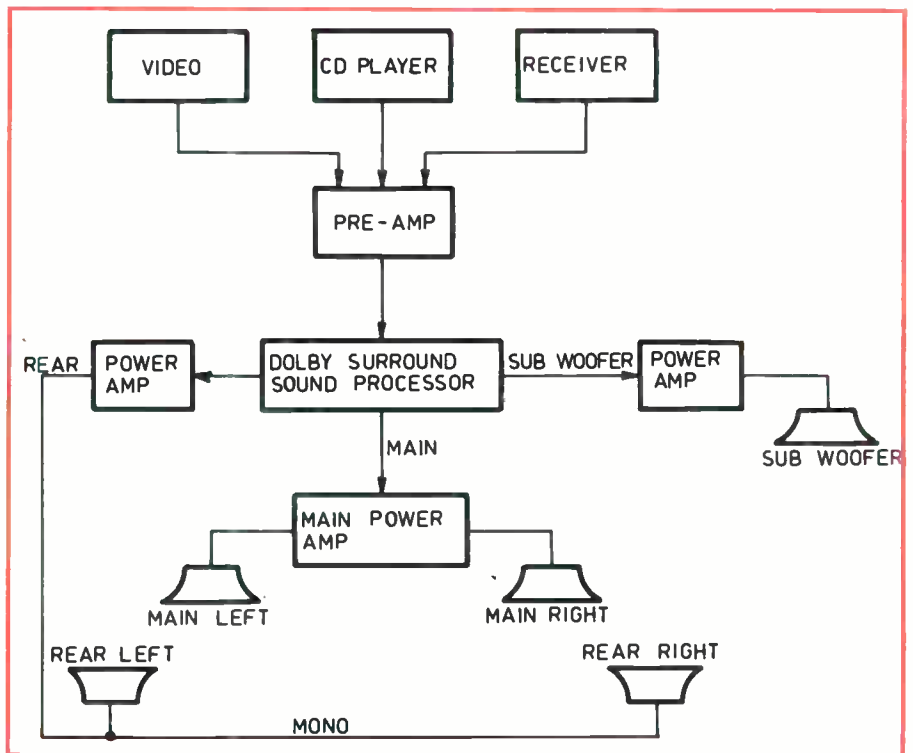 VIDEO
CD PLAYER
RECEIVER
PRE-AMP
REAR
POWER
AMP
DOLBY SURROUND
SOUND PROCESSOR
SUB WOOFER
POWER
AMP
SUB WOOFER
MAIN
MAIN POWER
AMP
MAIN LEFT
MAIN RIGHT
REAR LEFT
REAR RIGHT
MONO